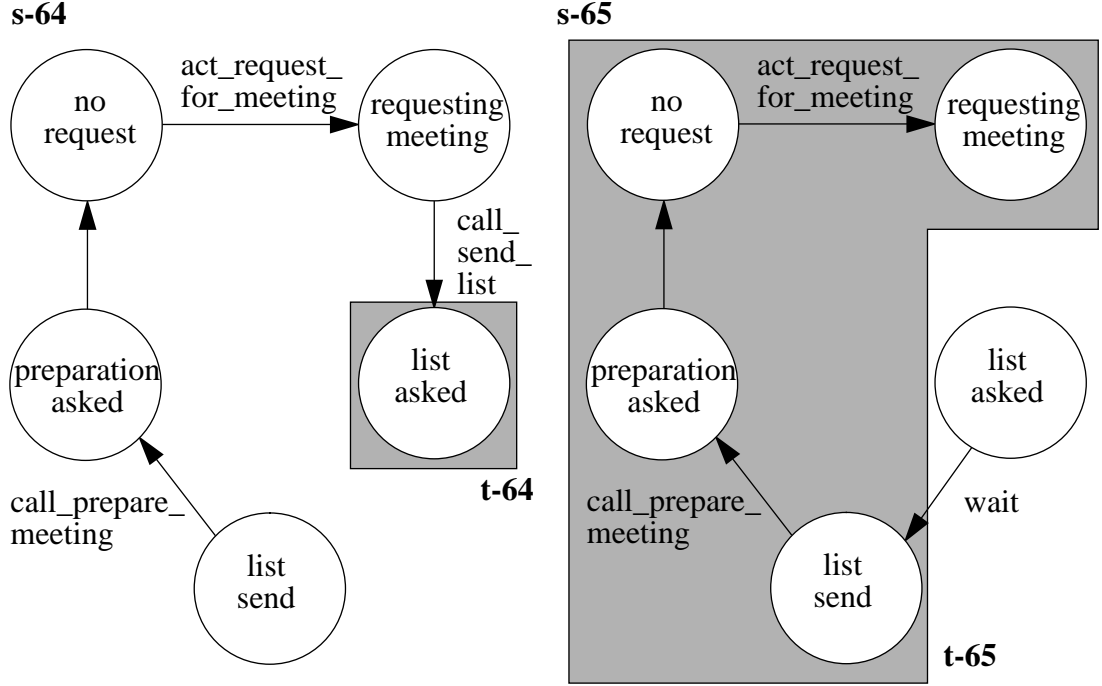 s-64
no
request
act_request_
for_meeting
requesting
meeting
call_
send_
list
list
asked
t-64
preparation
asked
call_prepare_
meeting
list
send
s-65
no
request
act_request_
for_meeting
requesting
meeting
preparation
asked
list
asked
call_prepare_
meeting
wait
list
send
t-65